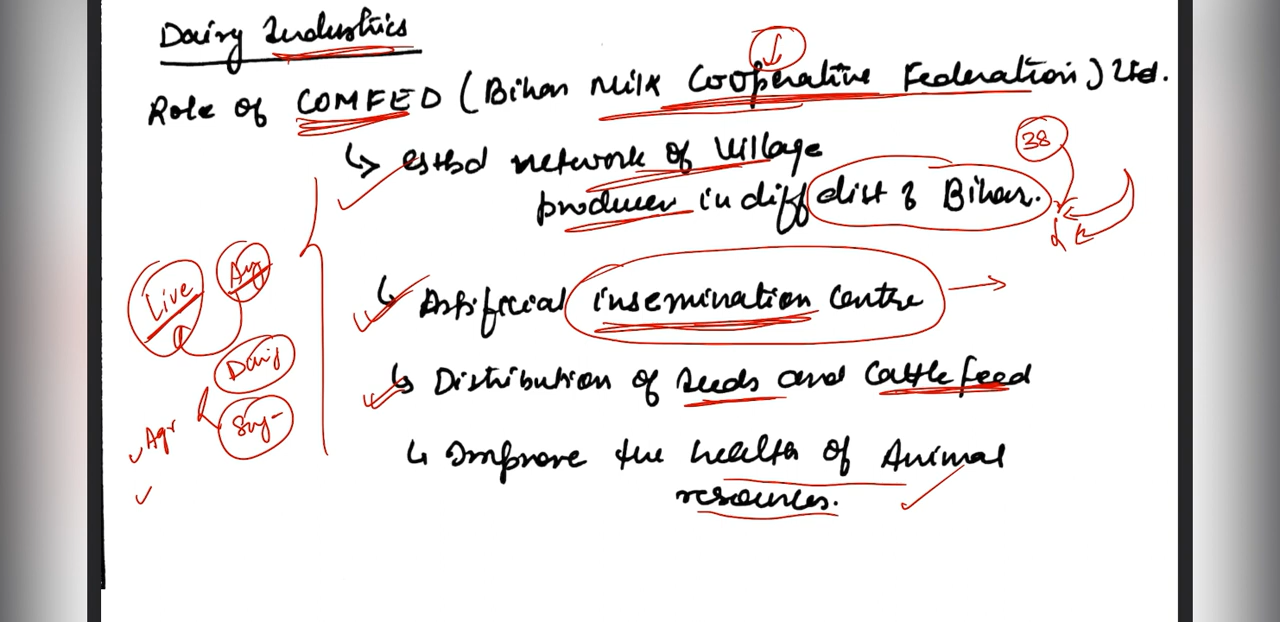 Dairy Industries
Role of COMFED (Bihar Milk Cooperative Federation) Ltd.
↳ estbd network of village
producer in diff dist of Bihar.
38
↳ Artificial insemination centre →
↳ Distribution of seeds and Cattle feed
↳ Improve the health of Animal
resources.
Live
Dairy
Agr